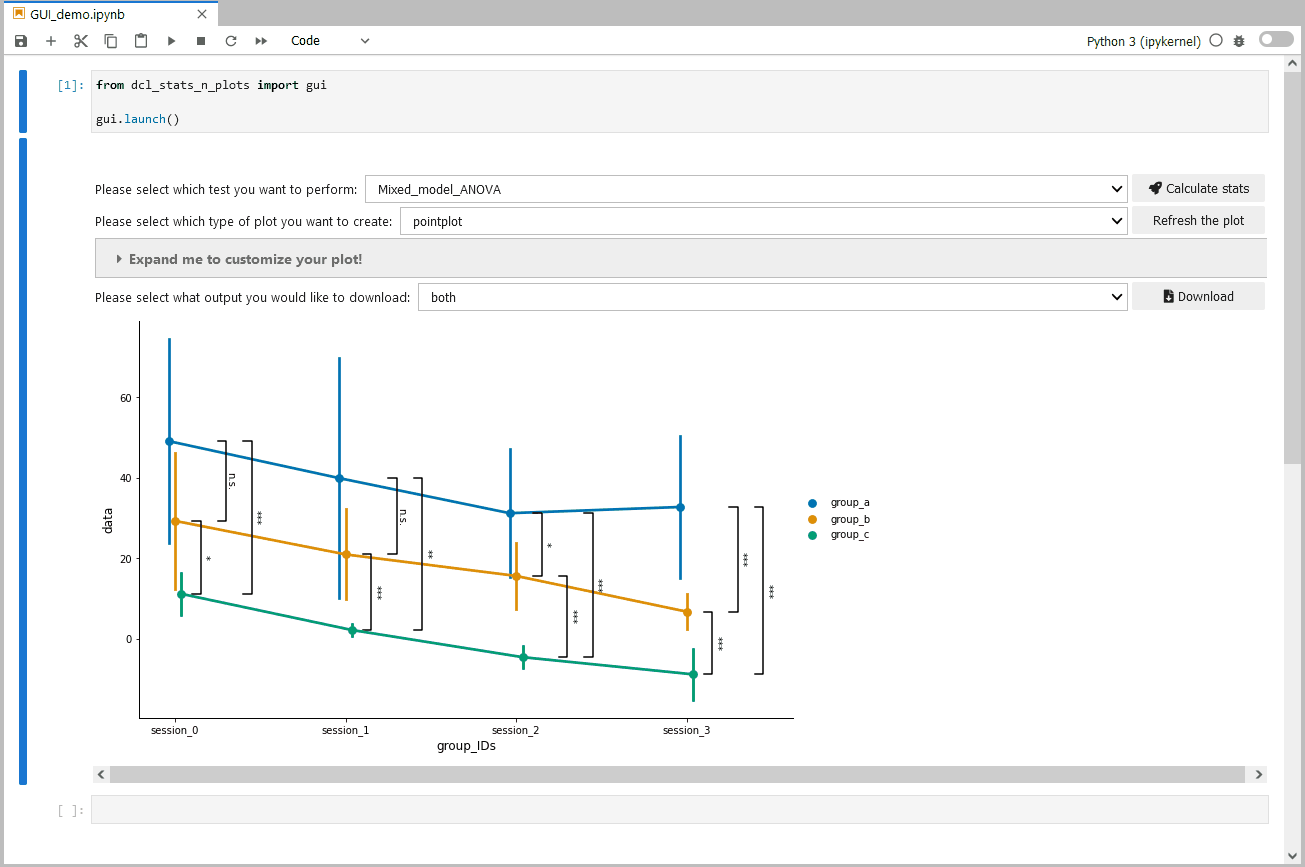 GUI_demo.ipynb
Code
Python 3 (ipykernel)
[1]:
from dcl_stats_n_plots import gui
gui.launch()
Please select which test you want to perform:
Mixed_model_ANOVA
Calculate stats
Please select which type of plot you want to create:
pointplot
Refresh the plot
Expand me to customize your plot!
Please select what output you would like to download:
both
Download
60
40
20
0
data
n.s.
***
*
n.s.
**
***
*
***
***
***
***
***
session_0
session_1
session_2
session_3
group_IDs
group_a
group_b
group_c
[ ]: